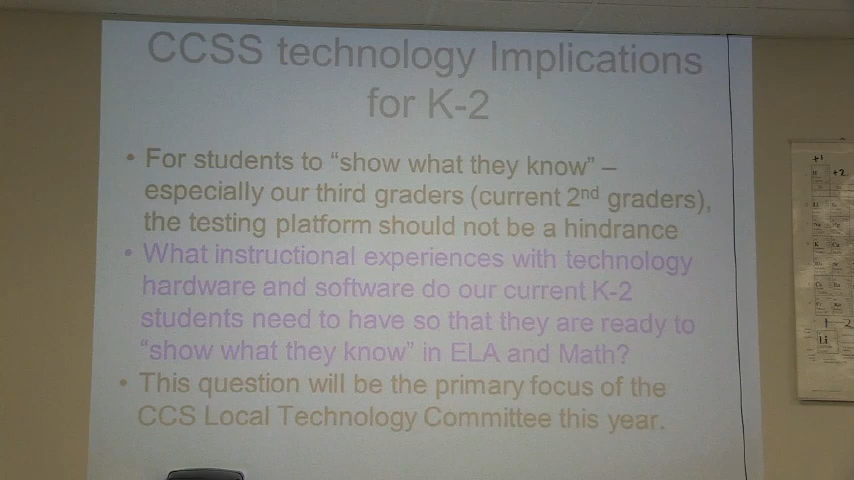 CCSS technology Implications
for K-2
• For students to “show what they know” –
especially our third graders (current 2nd graders),
the testing platform should not be a hindrance
• What instructional experiences with technology
hardware and software do our current K-2
students need to have so that they are ready to
“show what they know” in ELA and Math?
• This question will be the primary focus of the
CCS Local Technology Committee this year.
+1
+2
Li